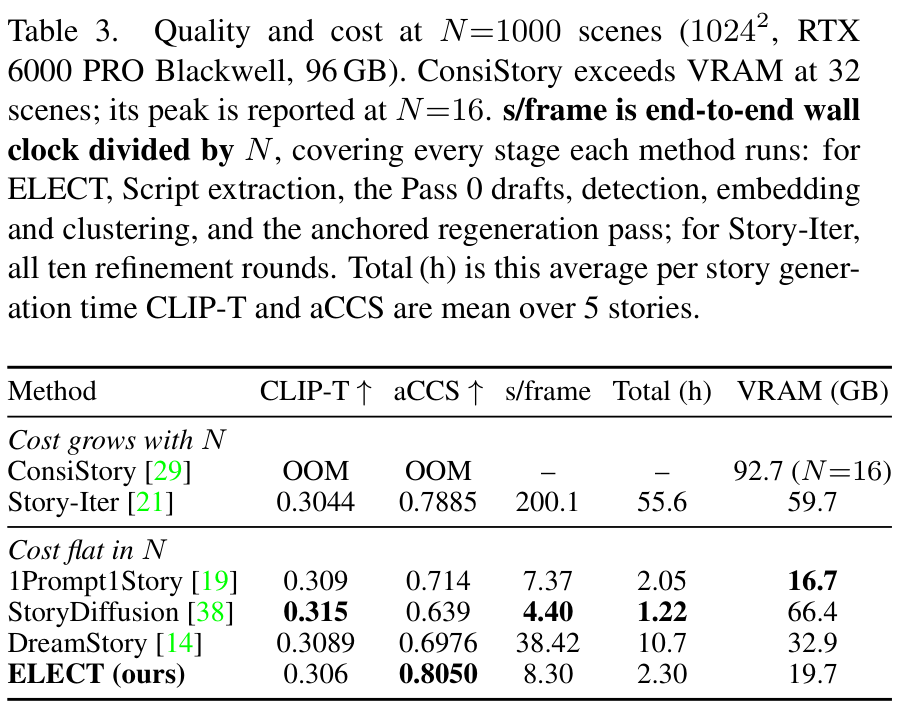 Table 3. Quality and cost at N=1000 scenes (1024², RTX
6000 PRO Blackwell, 96 GB). ConsiStory exceeds VRAM at 32
scenes; its peak is reported at N=16. s/frame is end-to-end wall
clock divided by N, covering every stage each method runs: for
ELECT, Script extraction, the Pass 0 drafts, detection, embedding
and clustering, and the anchored regeneration pass; for Story-Iter,
all ten refinement rounds. Total (h) is this average per story gener-
ation time CLIP-T and aCCS are mean over 5 stories.
Method CLIP-T ↑ aCCS ↑ s/frame Total (h) VRAM (GB)
Cost grows with N
ConsiStory [29] OOM OOM – – 92.7 (N=16)
Story-Iter [21] 0.3044 0.7885 200.1 55.6 59.7
Cost flat in N
1Prompt1Story [19] 0.309 0.714 7.37 2.05 16.7
StoryDiffusion [38] 0.315 0.639 4.40 1.22 66.4
DreamStory [14] 0.3089 0.6976 38.42 10.7 32.9
ELECT (ours) 0.306 0.8050 8.30 2.30 19.7